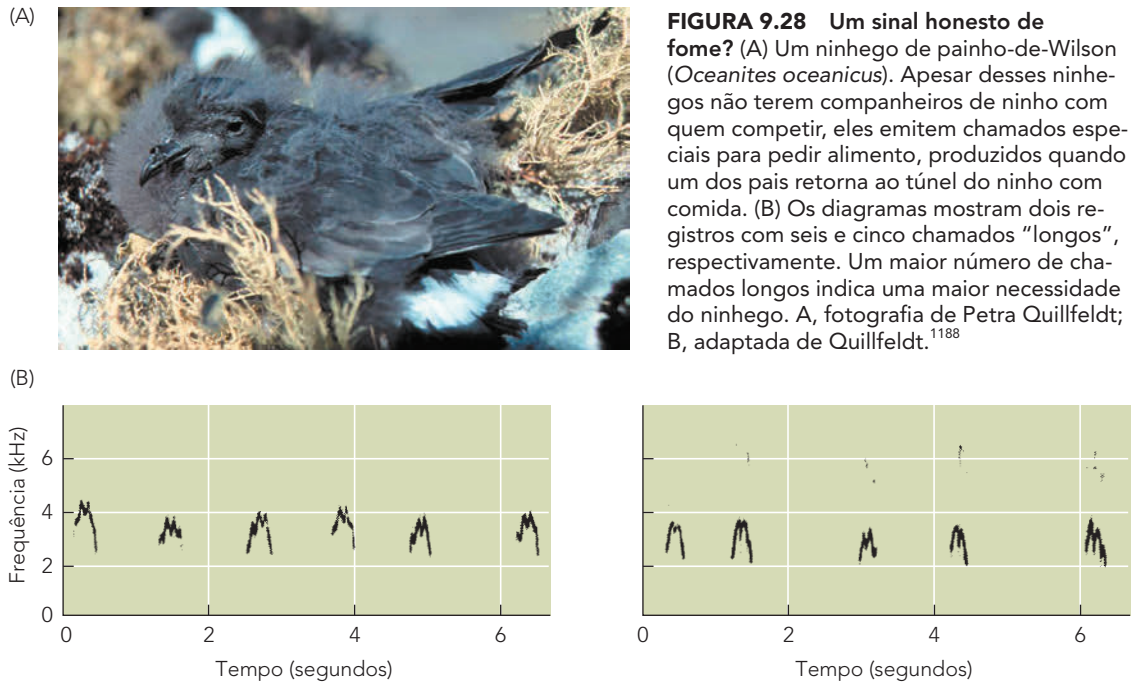 (A)
FIGURA 9.28 Um sinal honesto de
fome? (A) Um ninhego de painho-de-Wilson
(Oceanites oceanicus). Apesar desses ninhe-
gos não terem companheiros de ninho com
quem competir, eles emitem chamados espe-
ciais para pedir alimento, produzidos quando
um dos pais retorna ao túnel do ninho com
comida. (B) Os diagramas mostram dois re-
gistros com seis e cinco chamados “longos”,
respectivamente. Um maior número de cha-
mados longos indica uma maior necessidade
do ninhego. A, fotografia de Petra Quillfeldt;
B, adaptada de Quillfeldt.1188
(B)
Frequência (kHz)
6
4
2
0
0 2 4 6
Tempo (segundos)
0 2 4 6
Tempo (segundos)